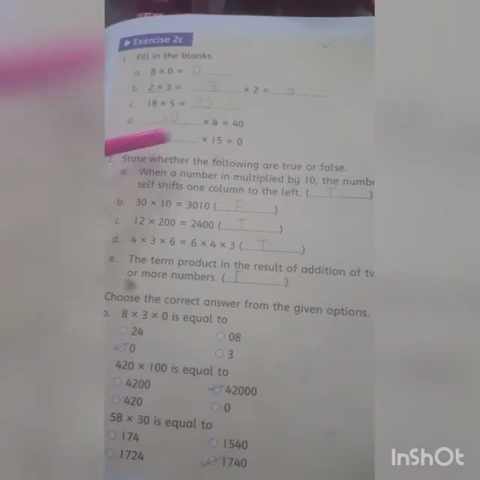 ▶ Exercise 2c
1. Fill in the blanks
a. 8 × 0 = 0
b. 2 × 3 = 3 × 2 = 6
c. 18 × 5 =
d. 10 × 4 = 40
× 15 = 0
2. State whether the following are true or false.
a. When a number in multiplied by 10, the numbe
self shifts one column to the left. ( T )
b. 30 × 10 = 3010 ( F )
c. 12 × 200 = 2400 ( T )
d. 4 × 3 × 6 = 6 × 4 × 3 ( T )
e. The term product in the result of addition of tw
or more numbers. ( )
Choose the correct answer from the given options.
3. 8 × 3 × 0 is equal to
24 08
0 3
420 × 100 is equal to
4200 42000
420 0
58 × 30 is equal to
174 1540
1724 1740
InShOt